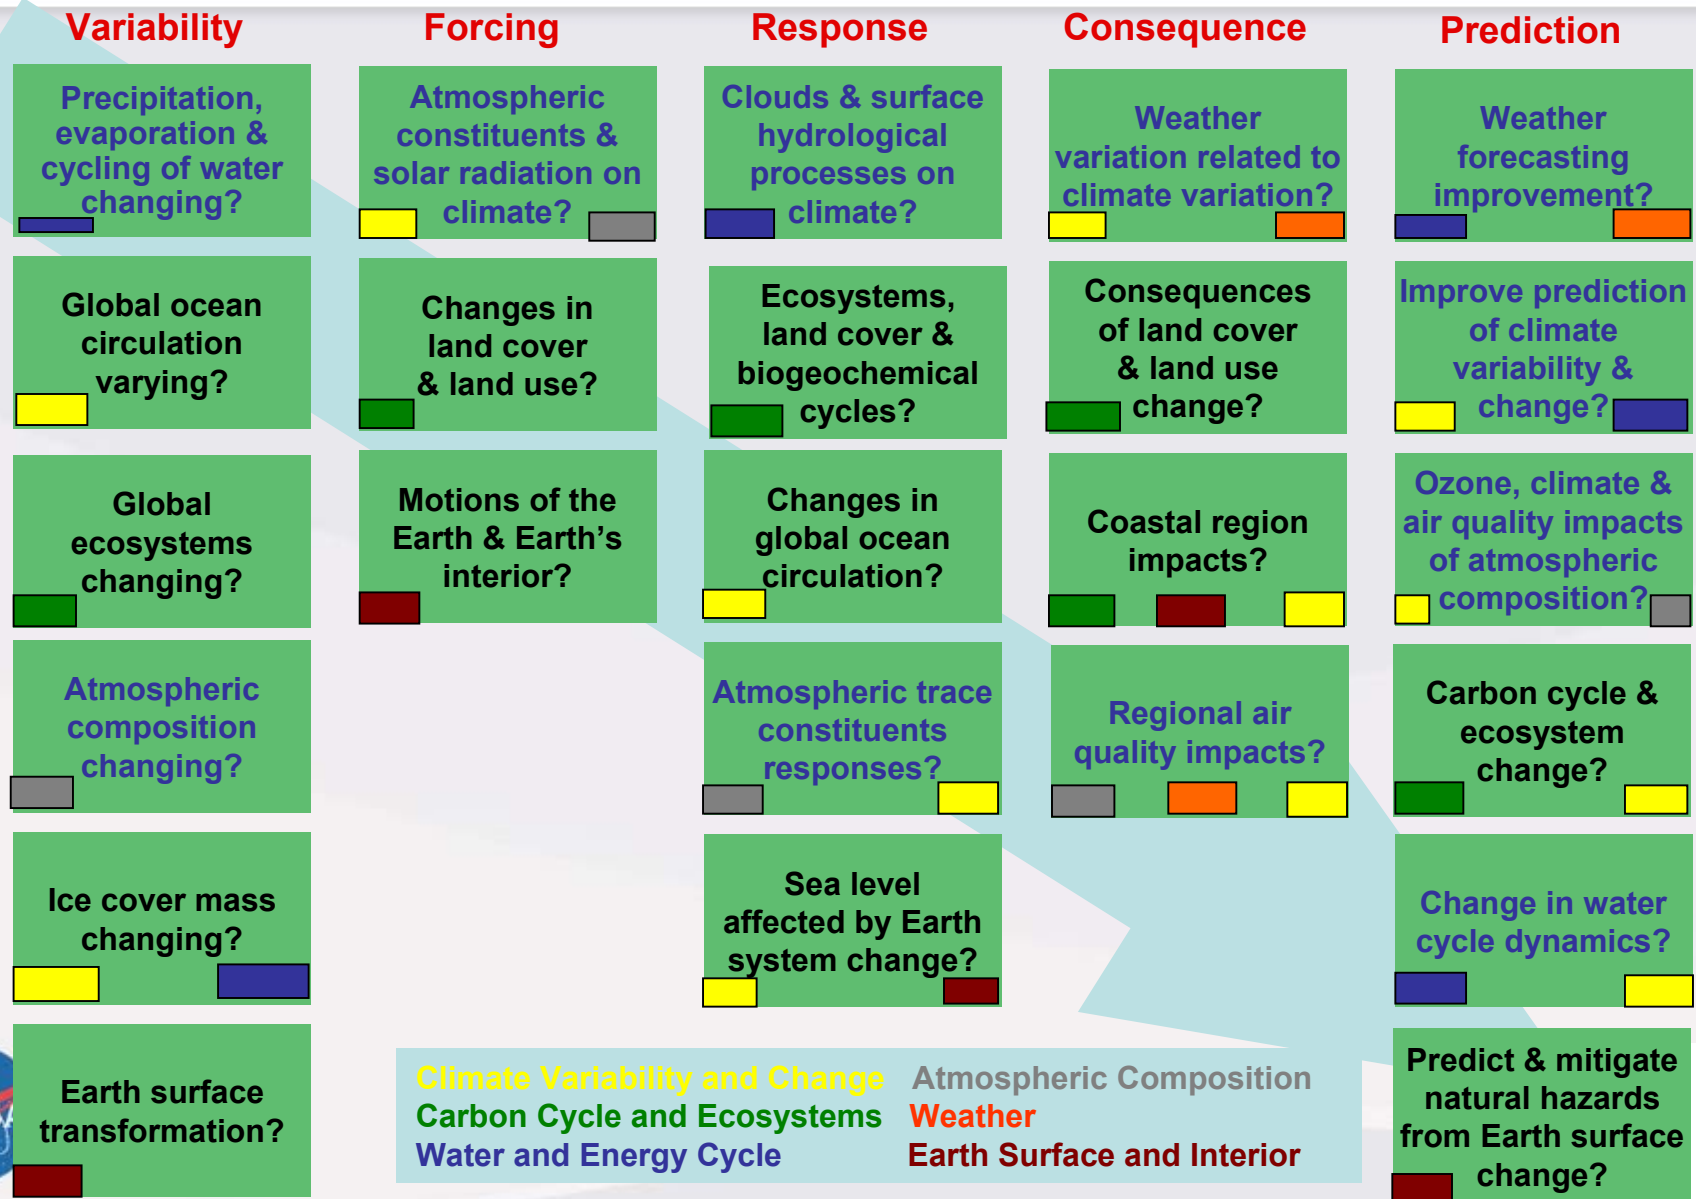 Variability
Forcing
Response
Consequence
Prediction
Precipitation,
evaporation &
cycling of water
changing?
Atmospheric
constituents &
solar radiation on
climate?
Clouds & surface
hydrological
processes on
climate?
Weather
variation related to
climate variation?
Weather
forecasting
improvement?
Global ocean
circulation
varying?
Changes in
land cover
& land use?
Ecosystems,
land cover &
biogeochemical
cycles?
Consequences
of land cover
& land use
change?
Improve prediction
of climate
variability &
change?
Global
ecosystems
changing?
Motions of the
Earth & Earth’s
interior?
Changes in
global ocean
circulation?
Coastal region
impacts?
Ozone, climate &
air quality impacts
of atmospheric
composition?
Atmospheric
composition
changing?
Atmospheric trace
constituents
responses?
Regional air
quality impacts?
Carbon cycle &
ecosystem
change?
Ice cover mass
changing?
Sea level
affected by Earth
system change?
Change in water
cycle dynamics?
Earth surface
transformation?
Predict & mitigate
natural hazards
from Earth surface
change?
Climate Variability and Change
Atmospheric Composition
Carbon Cycle and Ecosystems
Weather
Water and Energy Cycle
Earth Surface and Interior